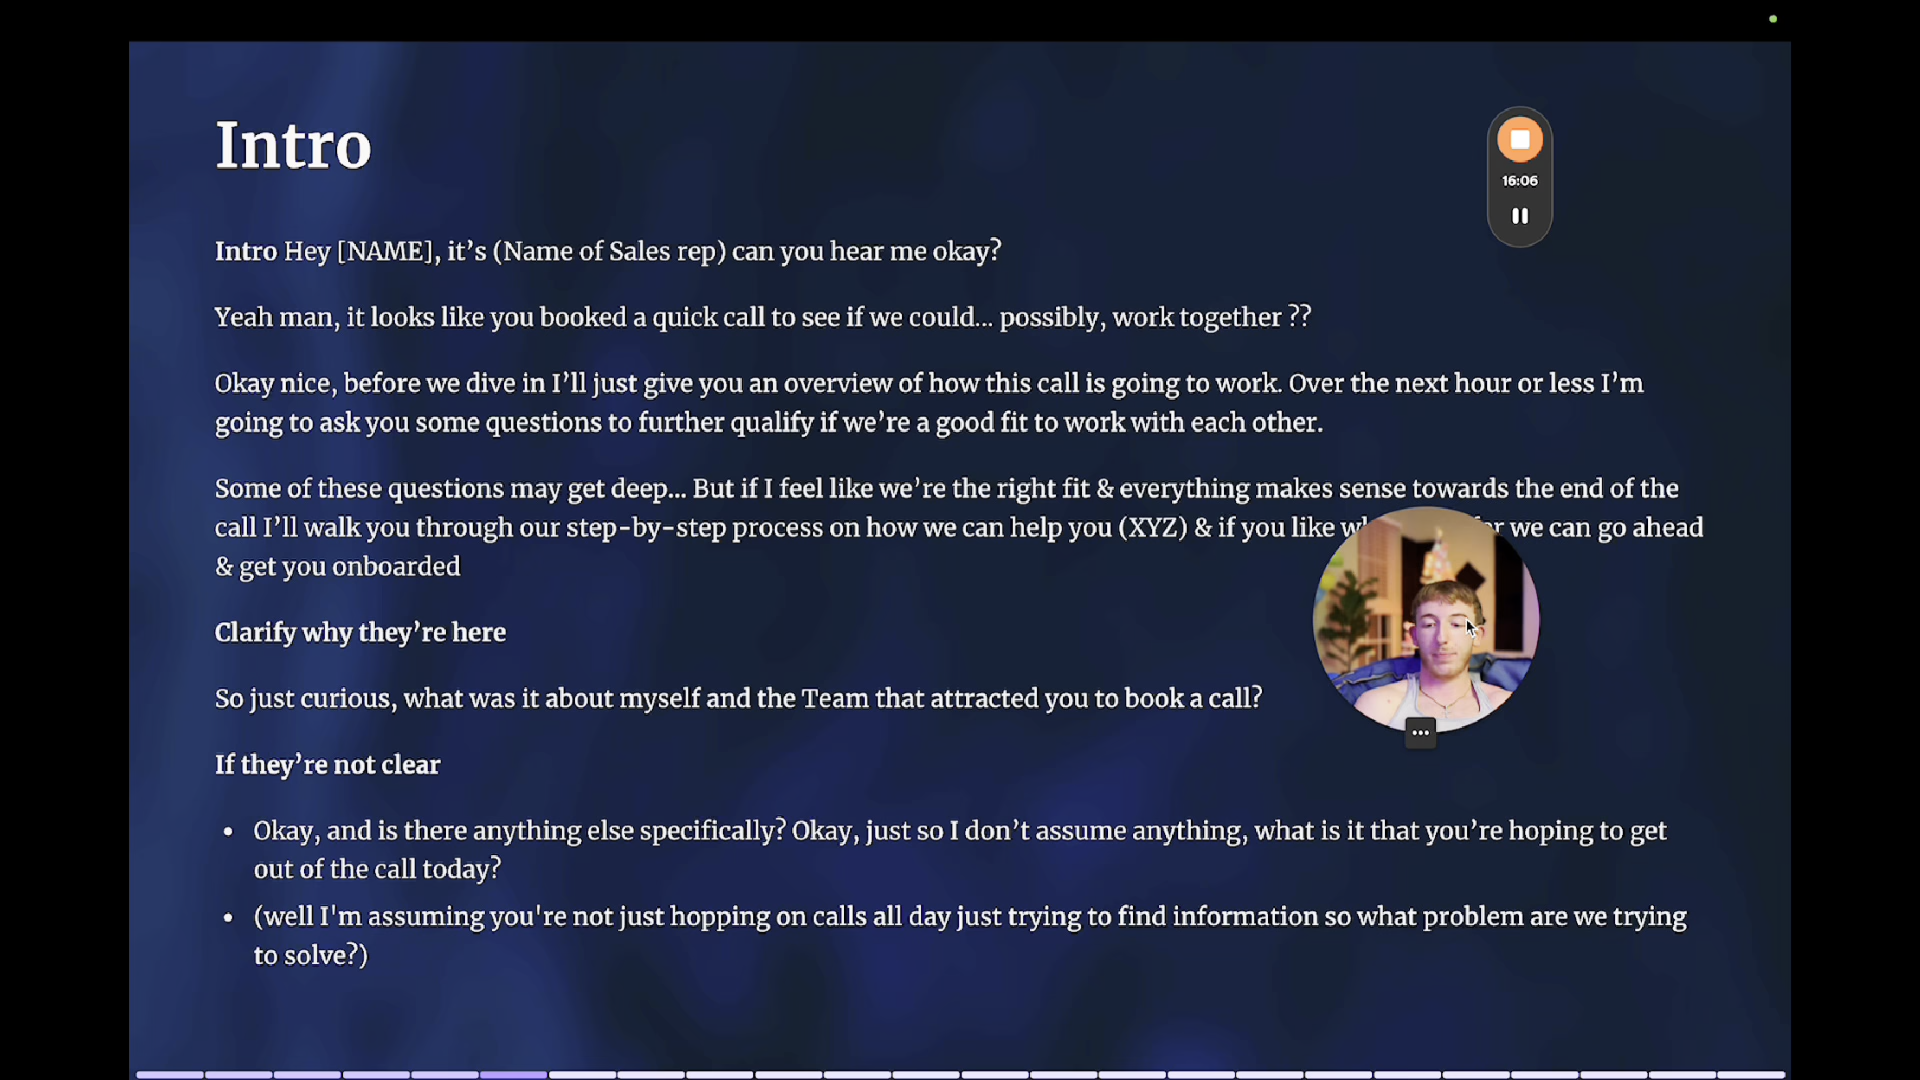 Intro
16:06
Intro Hey [NAME], it’s (Name of Sales rep) can you hear me okay?
Yeah man, it looks like you booked a quick call to see if we could... possibly, work together ??
Okay nice, before we dive in I’ll just give you an overview of how this call is going to work. Over the next hour or less I’m
going to ask you some questions to further qualify if we’re a good fit to work with each other.
Some of these questions may get deep... But if I feel like we’re the right fit & everything makes sense towards the end of the
call I’ll walk you through our step-by-step process on how we can help you (XYZ) & if you like we can go ahead
& get you onboarded
Clarify why they’re here
So just curious, what was it about myself and the Team that attracted you to book a call?
If they’re not clear
• Okay, and is there anything else specifically? Okay, just so I don’t assume anything, what is it that you’re hoping to get
out of the call today?
• (well I'm assuming you're not just hopping on calls all day just trying to find information so what problem are we trying
to solve?)